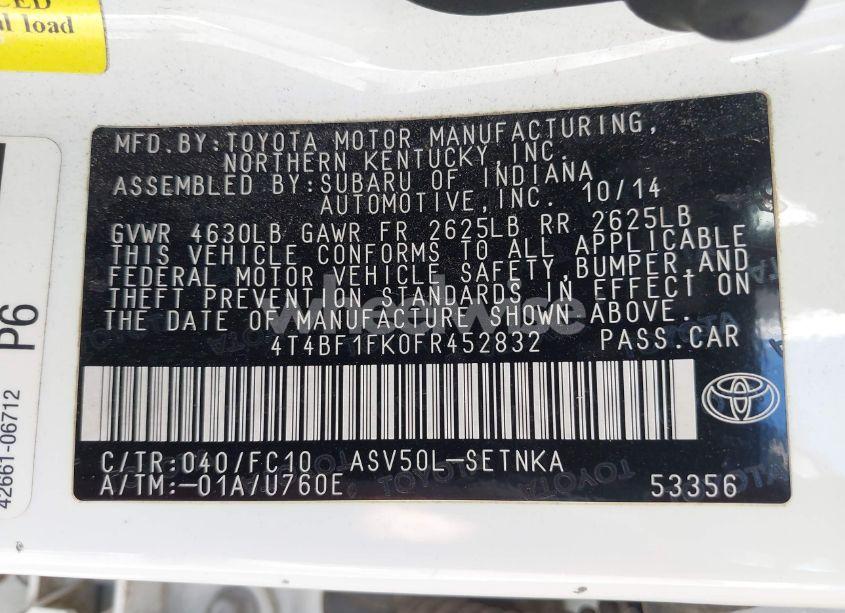 CED
al load
P6
42661-06712
MFD.BY:TOYOTA MOTOR MANUFACTURING,
NORTHERN KENTUCKY,INC.
ASSEMBLED BY:SUBARU OF INDIANA
AUTOMOTIVE,INC. 10/14
GVWR 4630LB GAWR FR 2625LB RR 2625LB
THIS VEHICLE CONFORMS TO ALL APPLICABLE
FEDERAL MOTOR VEHICLE SAFETY,BUMPER,AND
THEFT PREVENTION STANDARDS IN EFFECT ON
THE DATE OF MANUFACTURE SHOWN ABOVE.
wheelwise
4T4BF1FK0FR452832 PASS.CAR
C/TR:040/FC10 ASV50L-SETNKA
A/TM:-01A/U760E 53356